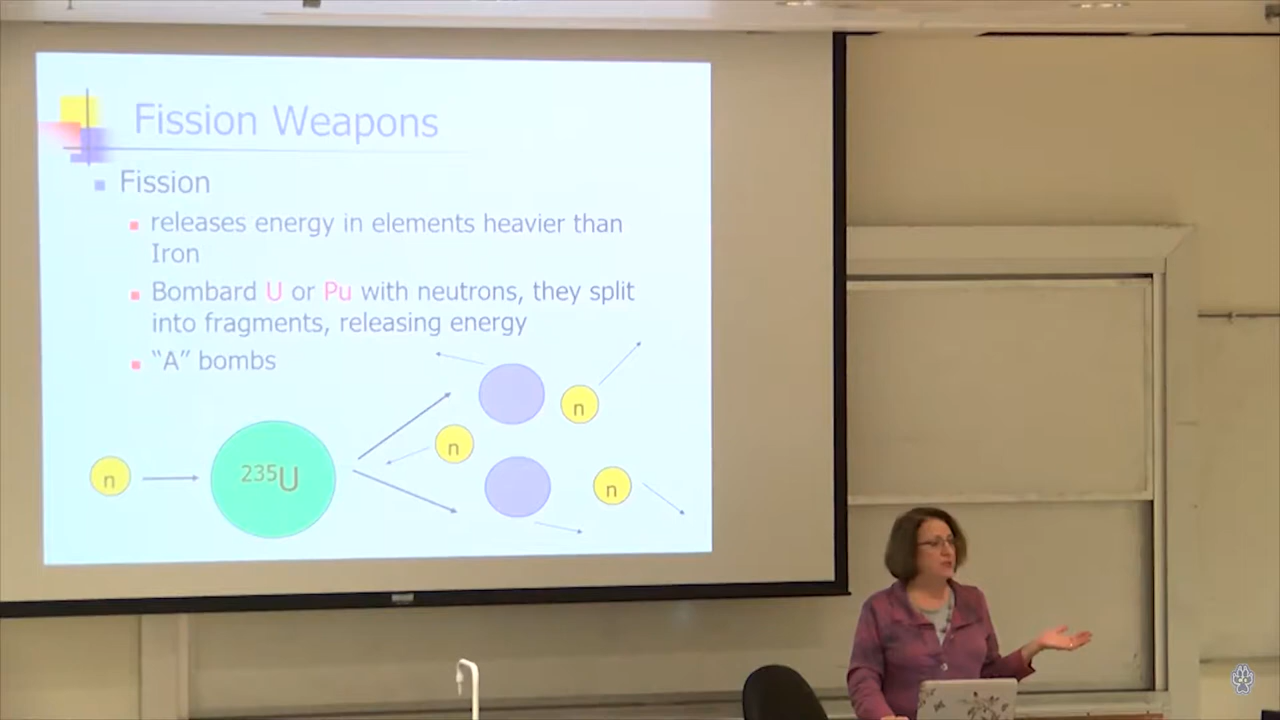 Fission Weapons
Fission
releases energy in elements heavier than
Iron
Bombard U or Pu with neutrons, they split
into fragments, releasing energy
“A” bombs
n
n
n
n
235U